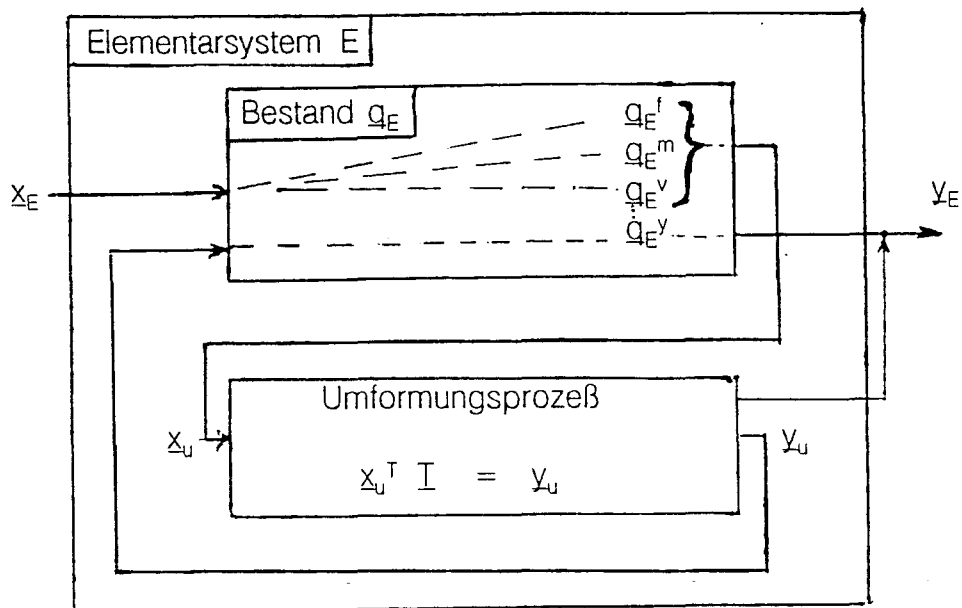 Elementarsystem E
Bestand q_E
q_E^f
q_E^m
x_E
q_E^v
y_E
q_E^y
Umformungsprozeß
x_u
y_u
x_u^T T = y_u